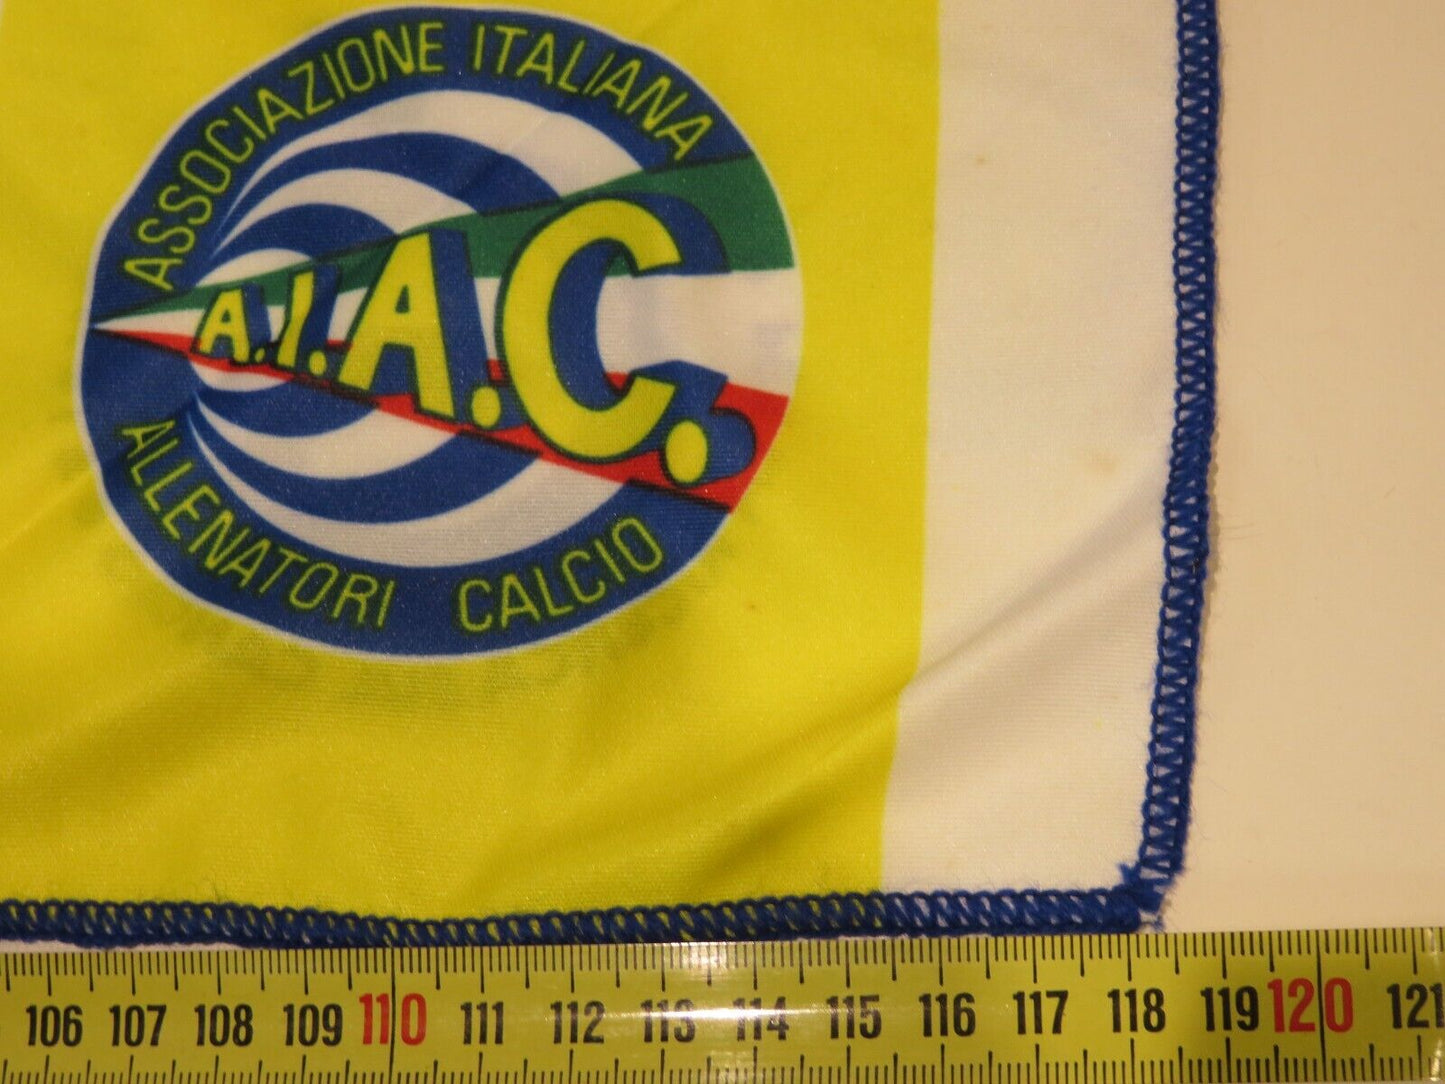 ASSOCIAZIONE ITALIANA
A.I.A.C.
ALLENATORI CALCIO
106 107 108 109 110 111 112 113 114 115 116 117 118 119 120 121